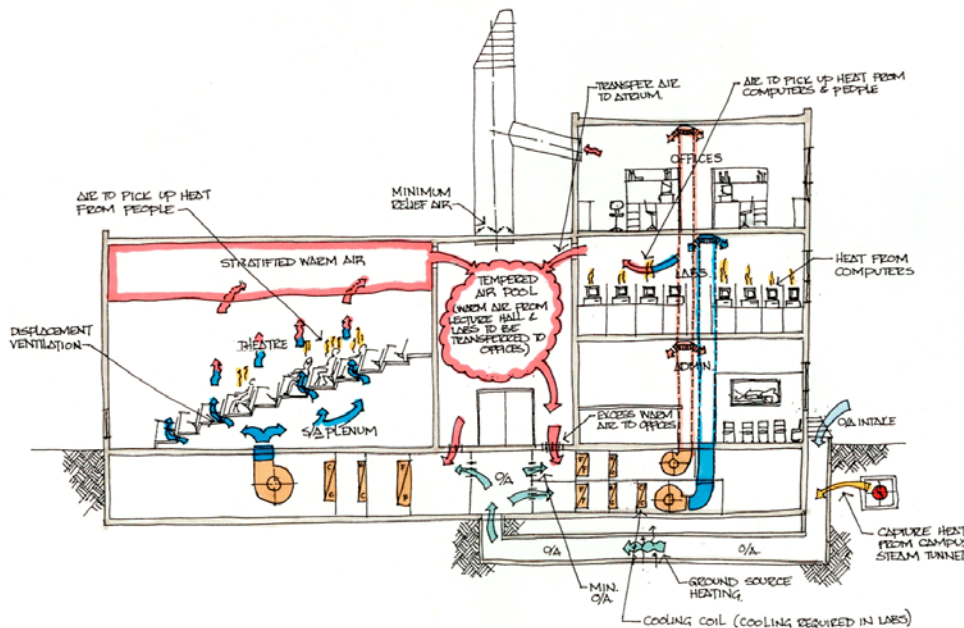 TRANSFER AIR
TO ATRIUM.
AIR TO PICK UP HEAT FROM
COMPUTERS & PEOPLE
OFFICES
AIR TO PICK UP HEAT
FROM PEOPLE
MINIMUM
RELIEF AIR
STRATIFIED WARM AIR
TEMPERED
AIR POOL
(WARM AIR FROM
LECTURE HALL &
LABS TO BE
TRANSFERRED TO
OFFICES)
LABS.
HEAT FROM
COMPUTERS
DISPLACEMENT
VENTILATION
THEATRE
ADMIN.
S/A PLENUM
EXCESS WARM
AIR TO OFFICES
O/A INTAKE
O/A
CAPTURE HEAT
FROM CAMPUS
STEAM TUNNEL
O/A
O/A
MIN.
O/A
GROUND SOURCE
HEATING.
COOLING COIL (COOLING REQUIRED IN LABS)